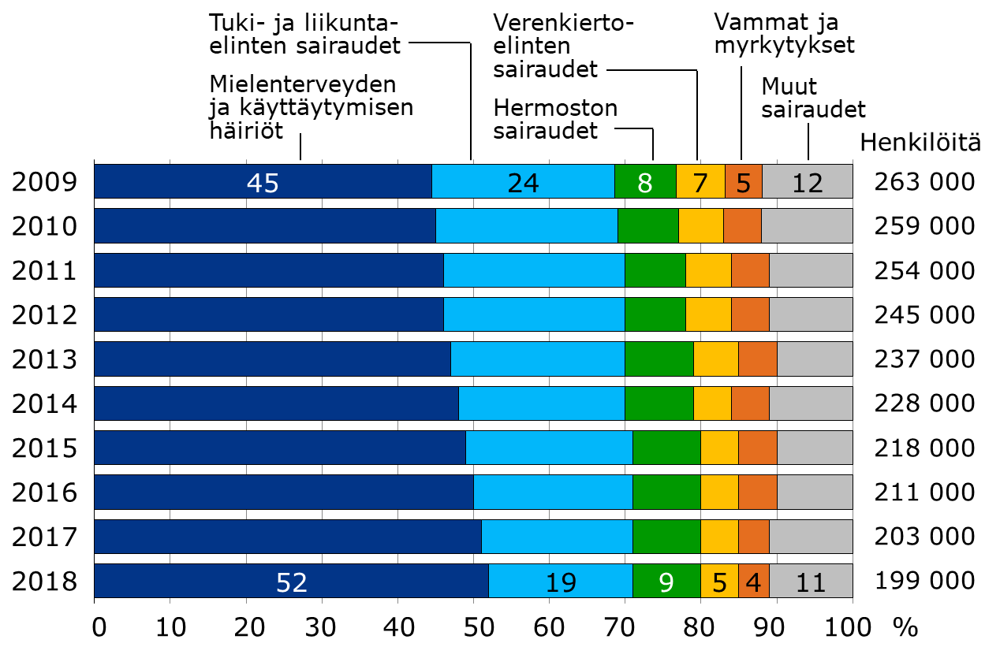 Tuki- ja liikunta-
elinten sairaudet
Mielenterveyden
ja käyttäytymisen
häiriöt
Verenkierto-
elinten
sairaudet
Hermoston
sairaudet
Vammat ja
myrkytykset
Muut
sairaudet
Henkilöitä
2009 45 24 8 7 5 12 263 000
2010 259 000
2011 254 000
2012 245 000
2013 237 000
2014 228 000
2015 218 000
2016 211 000
2017 203 000
2018 52 19 9 5 4 11 199 000
0 10 20 30 40 50 60 70 80 90 100 %